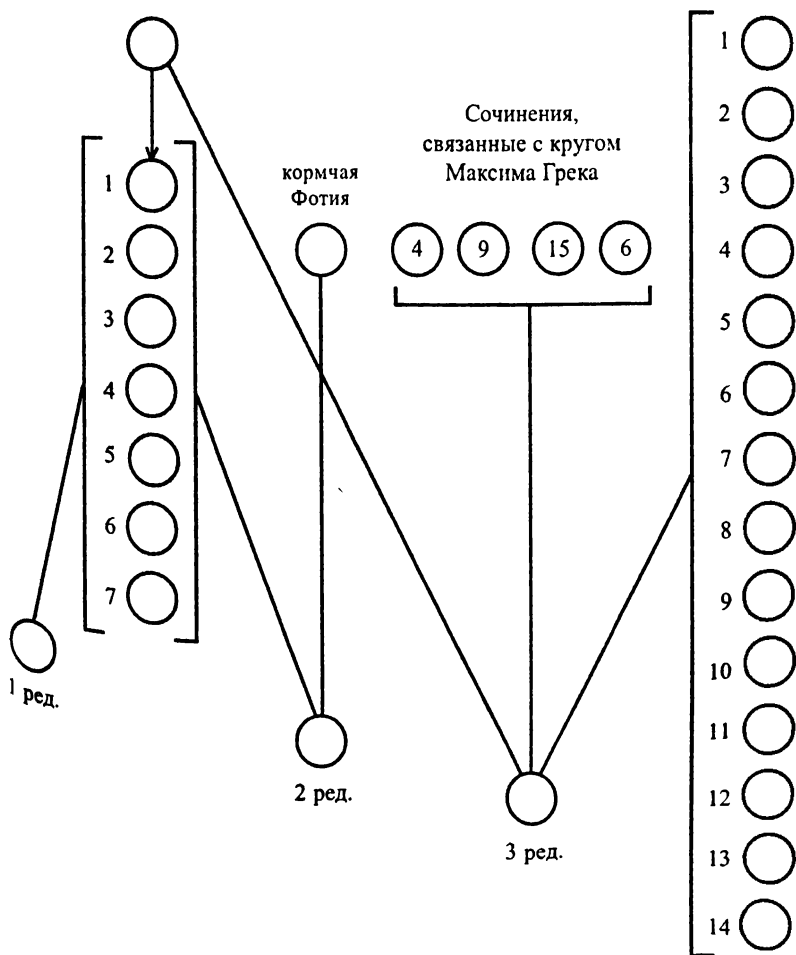 Сочинения,
связанные с кругом
Максима Грека
кормчая
Фотия
4 9 15 6
1
2
3
4
5
6
7
1 ред.
2 ред.
3 ред.
1
2
3
4
5
6
7
8
9
10
11
12
13
14